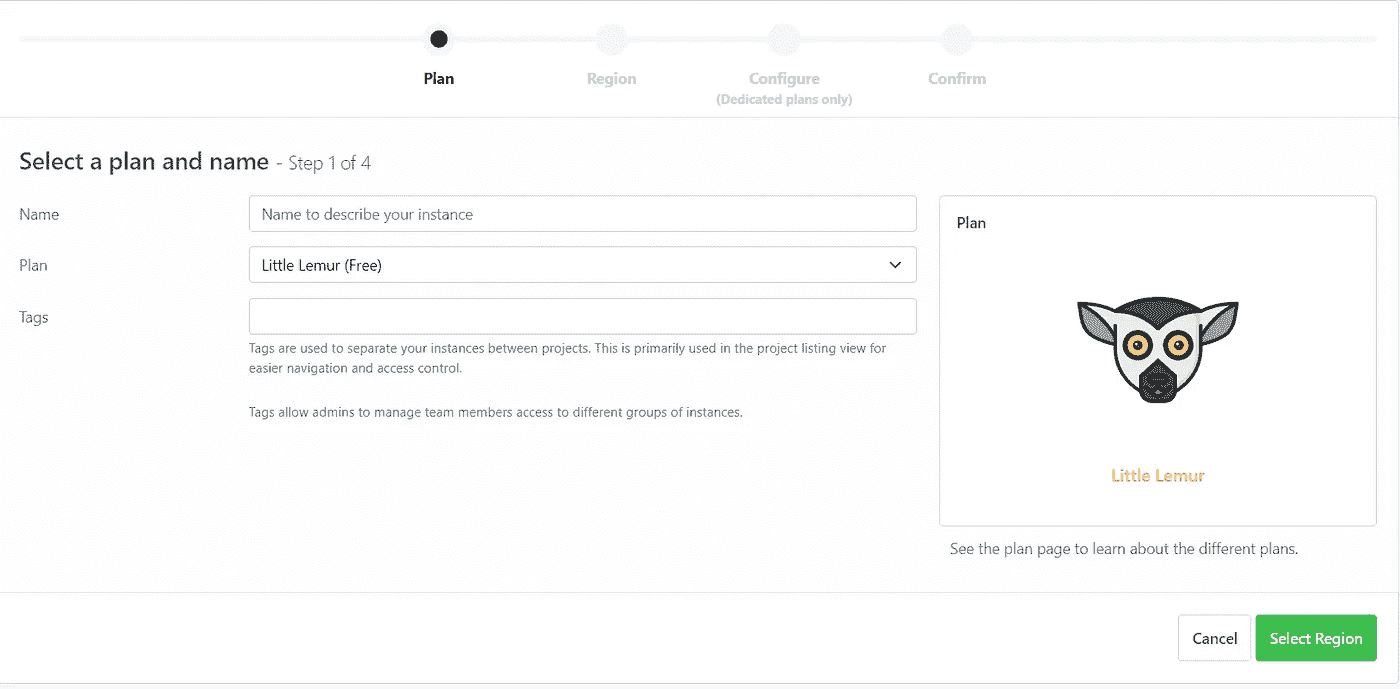 Plan
Region
Configure
Confirm
(Dedicated plans only)
Select a plan and name - Step 1 of 4
Name
Name to describe your instance
Plan
Little Lemur (Free)
Tags
Tags are used to separate your instances between projects. This is primarily used in the project listing view for
easier navigation and access control.
Tags allow admins to manage team members access to different groups of instances.
Plan
Little Lemur
See the plan page to learn about the different plans.
Cancel
Select Region